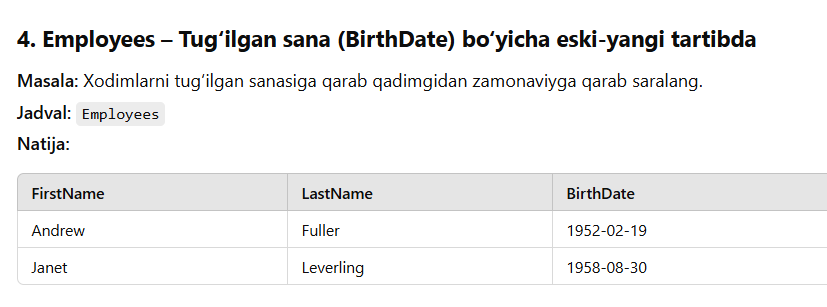 4. Employees – Tug‘ilgan sana (BirthDate) bo‘yicha eski-yangi tartibda
Masala: Xodimlarni tug‘ilgan sanasiga qarab qadimgidan zamonaviyga qarab saralang.
Jadval: Employees
Natija:
FirstName LastName BirthDate
Andrew Fuller 1952-02-19
Janet Leverling 1958-08-30